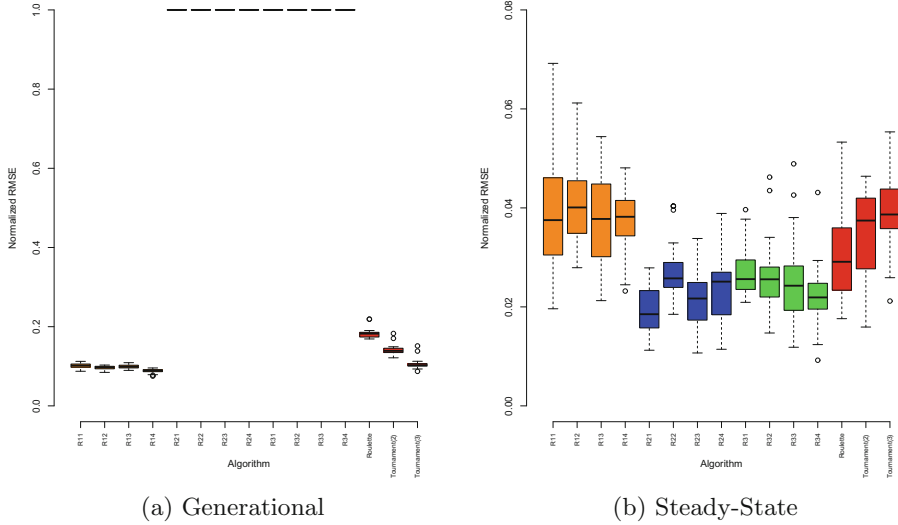 1.0
0.8
0.6
0.4
0.2
0.0
Normalized RMSE
R11
R12
R13
R14
R21
R22
R23
R24
R31
R32
R33
R34
Roulette
Tournament(2)
Tournament(3)
Algorithm
(a) Generational
0.08
0.06
0.04
0.02
0.00
Normalized RMSE
R11
R12
R13
R14
R21
R22
R23
R24
R31
R32
R33
R34
Roulette
Tournament(2)
Tournament(3)
Algorithm
(b) Steady-State